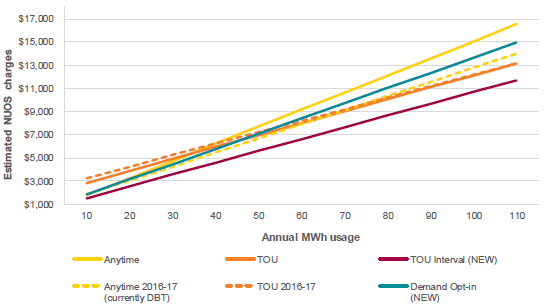 $17,000
$15,000
$13,000
$11,000
$9,000
$7,000
$5,000
$3,000
$1,000
Estimated NUOS charges
10 20 30 40 50 60 70 80 90 100 110
Annual MWh usage
Anytime TOU TOU Interval (NEW)
Anytime 2016-17 TOU 2016-17 Demand Opt-in
(currently DBT) (NEW)